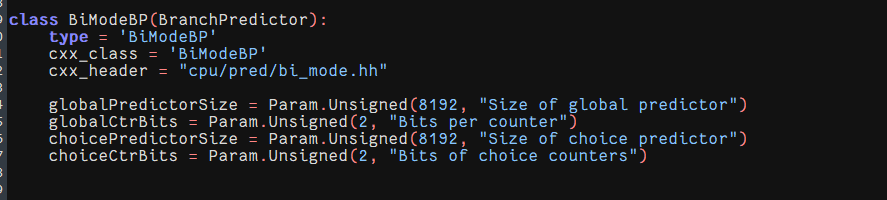 class BiModeBP(BranchPredictor):
    type = 'BiModeBP'
    cxx_class = 'BiModeBP'
    cxx_header = "cpu/pred/bi_mode.hh"

    globalPredictorSize = Param.Unsigned(8192, "Size of global predictor")
    globalCtrBits = Param.Unsigned(2, "Bits per counter")
    choicePredictorSize = Param.Unsigned(8192, "Size of choice predictor")
    choiceCtrBits = Param.Unsigned(2, "Bits of choice counters")